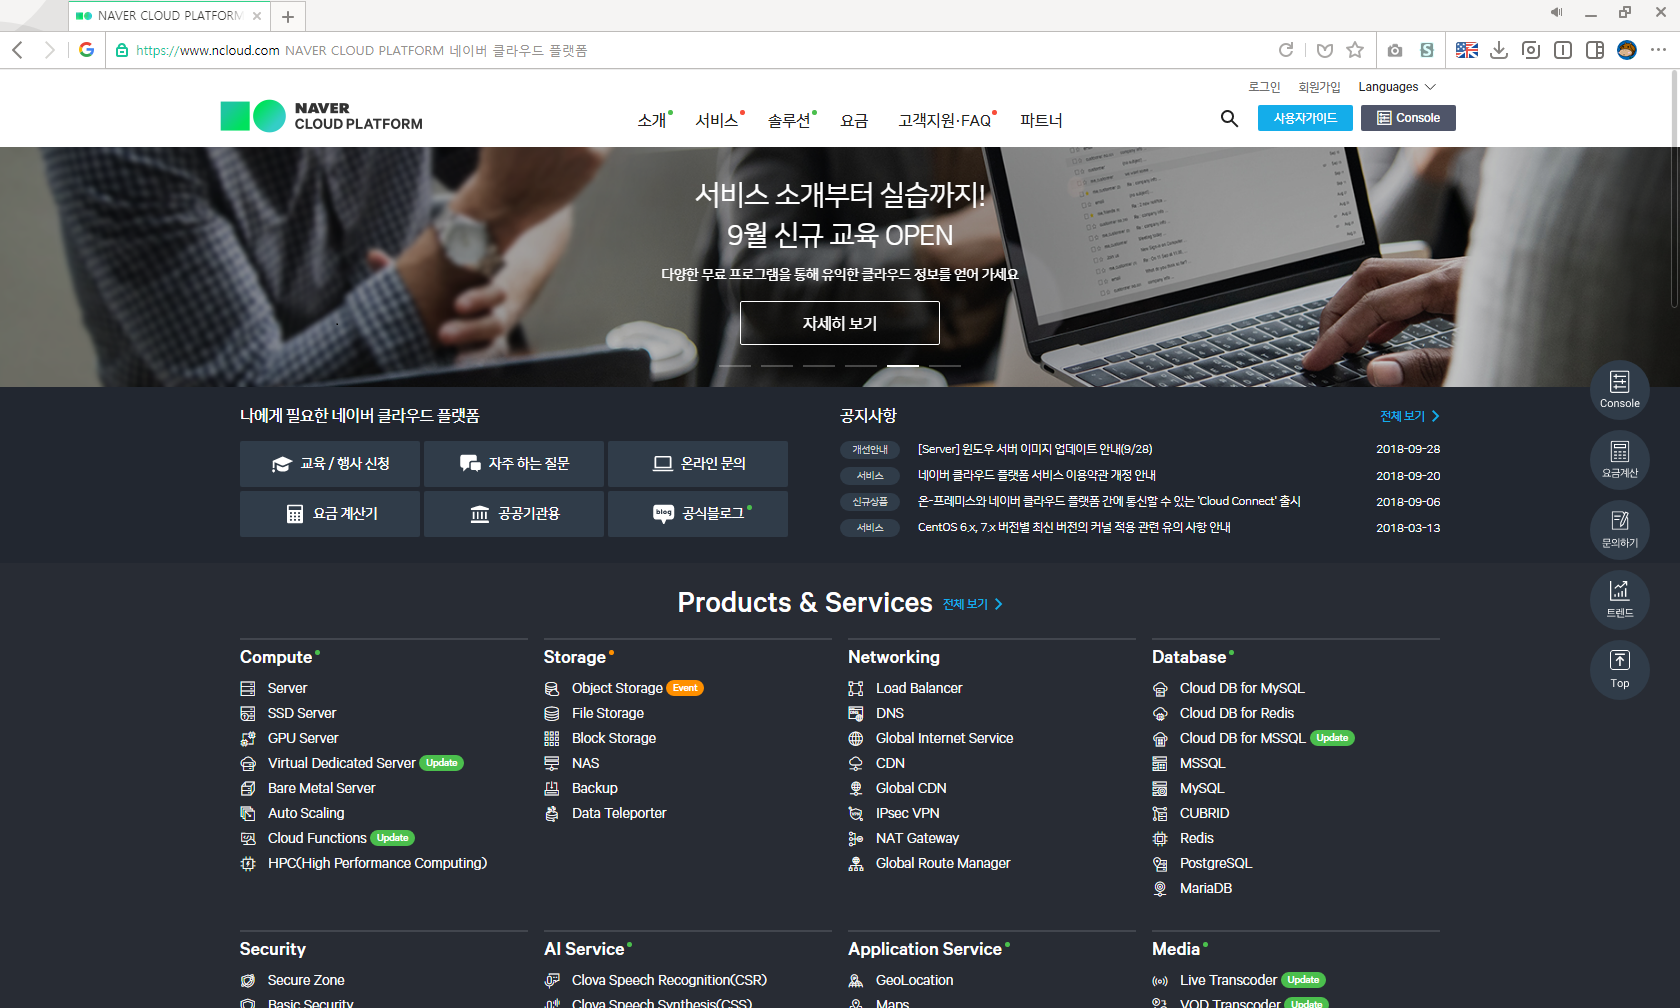 NAVER CLOUD PLATFORM
https://www.ncloud.com NAVER CLOUD PLATFORM 네이버 클라우드 플랫폼
로그인 회원가입 Languages
NAVER
CLOUD PLATFORM
소개 서비스 솔루션 요금 고객지원·FAQ 파트너
사용자가이드 Console
서비스 소개부터 실습까지!
9월 신규 교육 OPEN
다양한 무료 프로그램을 통해 유익한 클라우드 정보를 얻어 가세요
자세히 보기
나에게 필요한 네이버 클라우드 플랫폼
교육 / 행사 신청 자주 하는 질문 온라인 문의
요금 계산기 공공기관용 blog 공식블로그
공지사항 전체 보기
개선안내 [Server] 윈도우 서버 이미지 업데이트 안내(9/28) 2018-09-28
서비스 네이버 클라우드 플랫폼 서비스 이용약관 개정 안내 2018-09-20
신규상품 온-프레미스와 네이버 클라우드 플랫폼 간에 통신할 수 있는 'Cloud Connect' 출시 2018-09-06
서비스 CentOS 6.x, 7.x 버전별 최신 버전의 커널 적용 관련 유의 사항 안내 2018-03-13
Console
요금계산
문의하기
트렌드
Top
Products & Services 전체 보기
Compute
Server
SSD Server
GPU Server
Virtual Dedicated Server Update
Bare Metal Server
Auto Scaling
Cloud Functions Update
HPC(High Performance Computing)
Storage
Object Storage Event
File Storage
Block Storage
NAS
Backup
Data Teleporter
Networking
Load Balancer
DNS
Global Internet Service
CDN
Global CDN
IPsec VPN
NAT Gateway
Global Route Manager
Database
Cloud DB for MySQL
Cloud DB for Redis
Cloud DB for MSSQL Update
MSSQL
MySQL
CUBRID
Redis
PostgreSQL
MariaDB
Security
Secure Zone
Basic Security
AI Service
Clova Speech Recognition(CSR)
Clova Speech Synthesis(CSS)
Application Service
GeoLocation
Maps
Media
Live Transcoder Update
VOD Transcoder Update